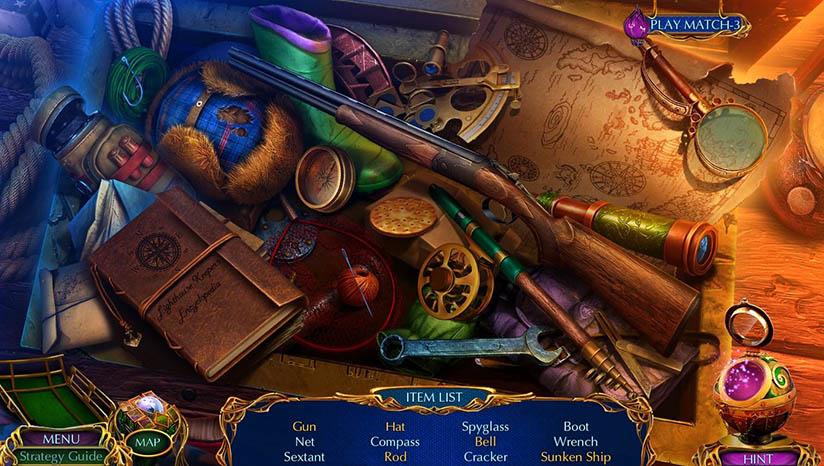 PLAY MATCH-3
Lighthouse Keeper
Encyclopedia
ITEM LIST
Gun Hat Spyglass Boot
Net Compass Bell Wrench
Sextant Rod Cracker Sunken Ship
MENU
Strategy Guide
MAP
HINT